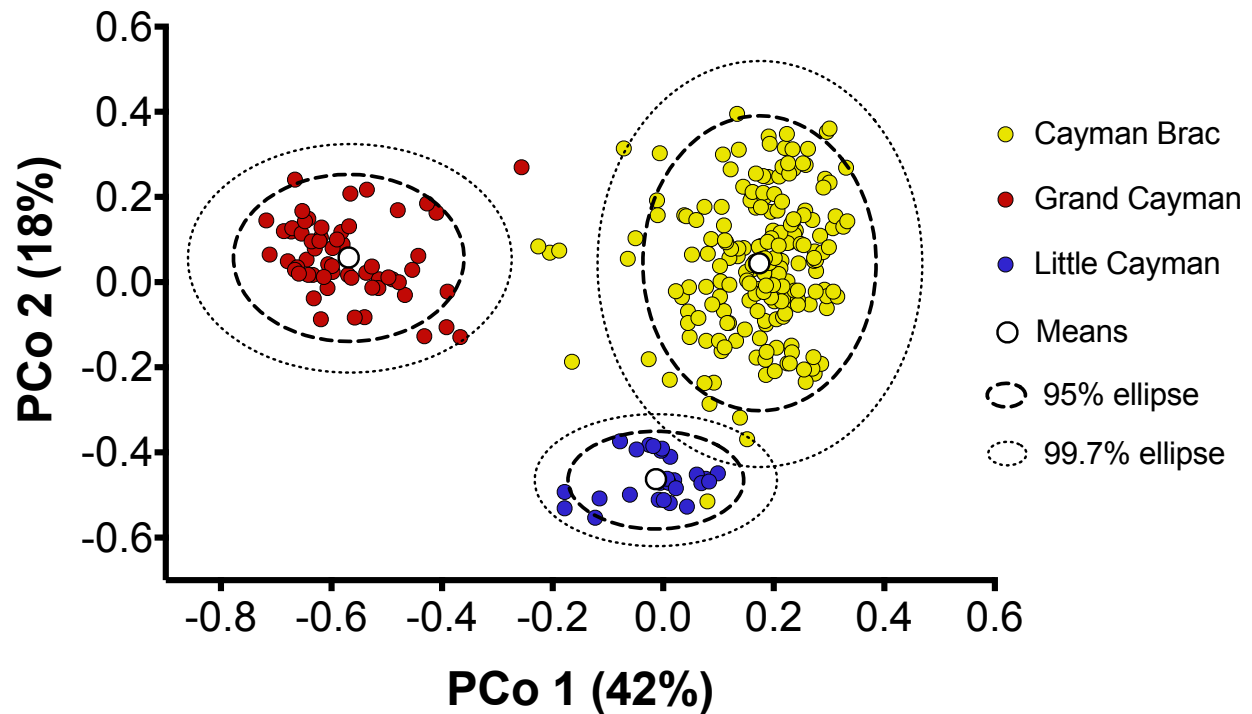 0.6
0.4
0.2
0.0
-0.2
-0.4
-0.6
PCo 2 (18%)
-0.8
-0.6
-0.4
-0.2
0.0
0.2
0.4
0.6
PCo 1 (42%)
Cayman Brac
Grand Cayman
Little Cayman
Means
95% ellipse
99.7% ellipse